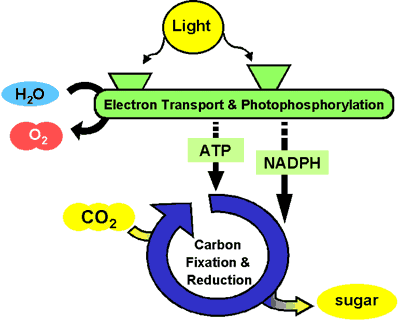 Light
H2O
Electron Transport & Photophosphorylation
O2
ATP
NADPH
CO2
Carbon
Fixation &
Reduction
sugar